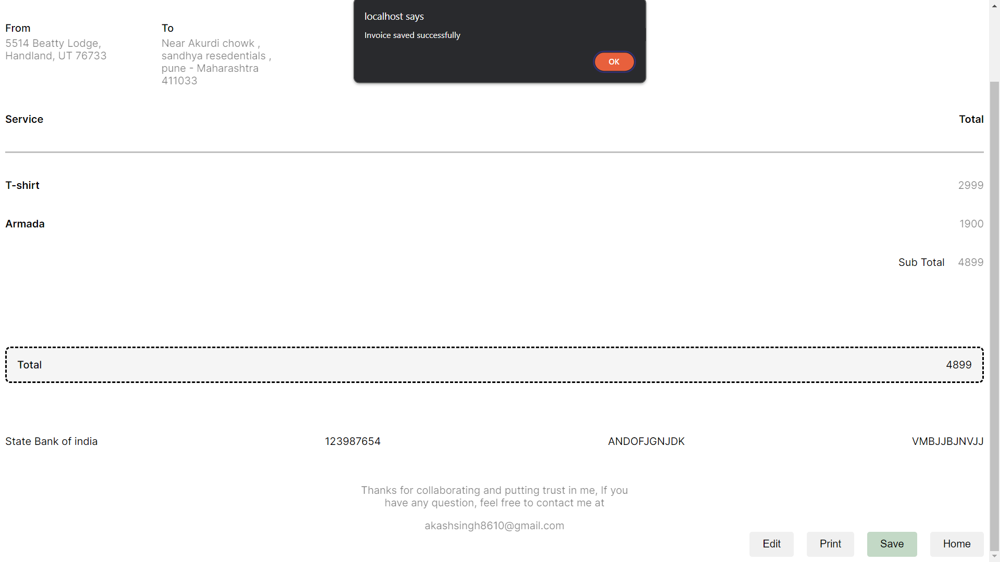 localhost says
Invoice saved successfully
OK
From
5514 Beatty Lodge,
Handland, UT 76733
To
Near Akurdi chowk ,
sandhya resedentials ,
pune - Maharashtra
411033
Service Total
T-shirt 2999
Armada 1900
Sub Total 4899
Total 4899
State Bank of india 123987654 ANDOFJGNJDK VMBJJBJNVJJ
Thanks for collaborating and putting trust in me, If you
have any question, feel free to contact me at
akashsingh8610@gmail.com
Edit Print Save Home